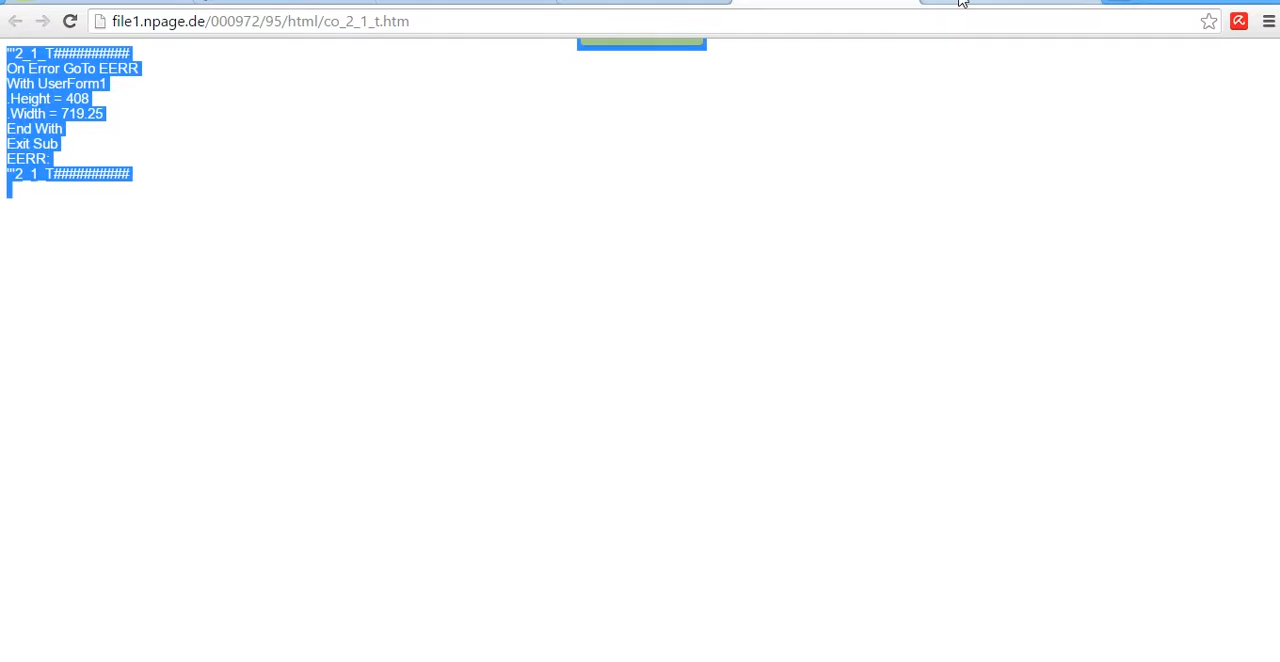 file1.npage.de/000972/95/html/co_2_1_t.htm
'''2_1_T##########
On Error GoTo EERR
With UserForm1
.Height = 408
.Width = 719.25
End With
Exit Sub
EERR:
'''2_1_T##########